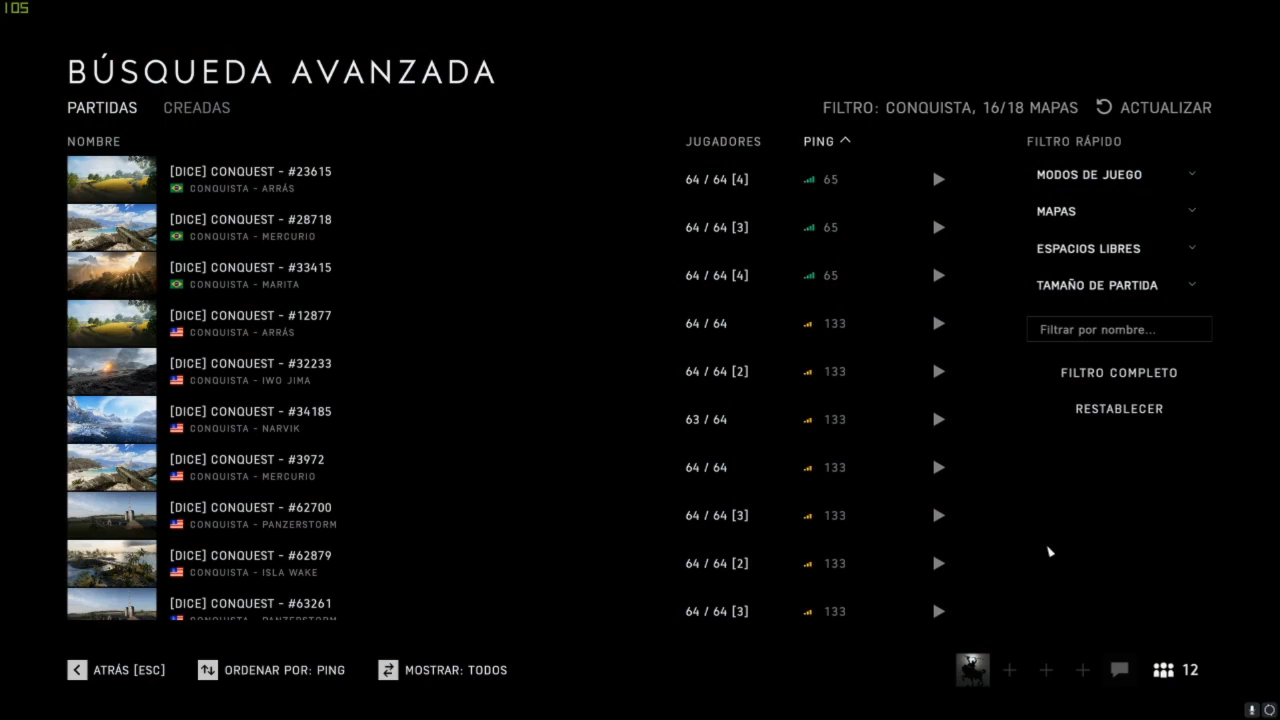 105
BÚSQUEDA AVANZADA
PARTIDAS CREADAS
FILTRO: CONQUISTA, 16/18 MAPAS ACTUALIZAR
NOMBRE JUGADORES PING FILTRO RÁPIDO
[DICE] CONQUEST - #23615
CONQUISTA - ARRÁS
64 / 64 [4] 65
[DICE] CONQUEST - #28718
CONQUISTA - MERCURIO
64 / 64 [3] 65
[DICE] CONQUEST - #33415
CONQUISTA - MARITA
64 / 64 [4] 65
[DICE] CONQUEST - #12877
CONQUISTA - ARRÁS
64 / 64 133
[DICE] CONQUEST - #32233
CONQUISTA - IWO JIMA
64 / 64 [2] 133
[DICE] CONQUEST - #34185
CONQUISTA - NARVIK
63 / 64 133
[DICE] CONQUEST - #3972
CONQUISTA - MERCURIO
64 / 64 133
[DICE] CONQUEST - #62700
CONQUISTA - PANZERSTORM
64 / 64 [3] 133
[DICE] CONQUEST - #62879
CONQUISTA - ISLA WAKE
64 / 64 [2] 133
[DICE] CONQUEST - #63261
CONQUISTA - PANZERSTORM
64 / 64 [3] 133
MODOS DE JUEGO
MAPAS
ESPACIOS LIBRES
TAMAÑO DE PARTIDA
Filtrar por nombre...
FILTRO COMPLETO
RESTABLECER
ATRÁS [ESC] ORDENAR POR: PING MOSTRAR: TODOS
12